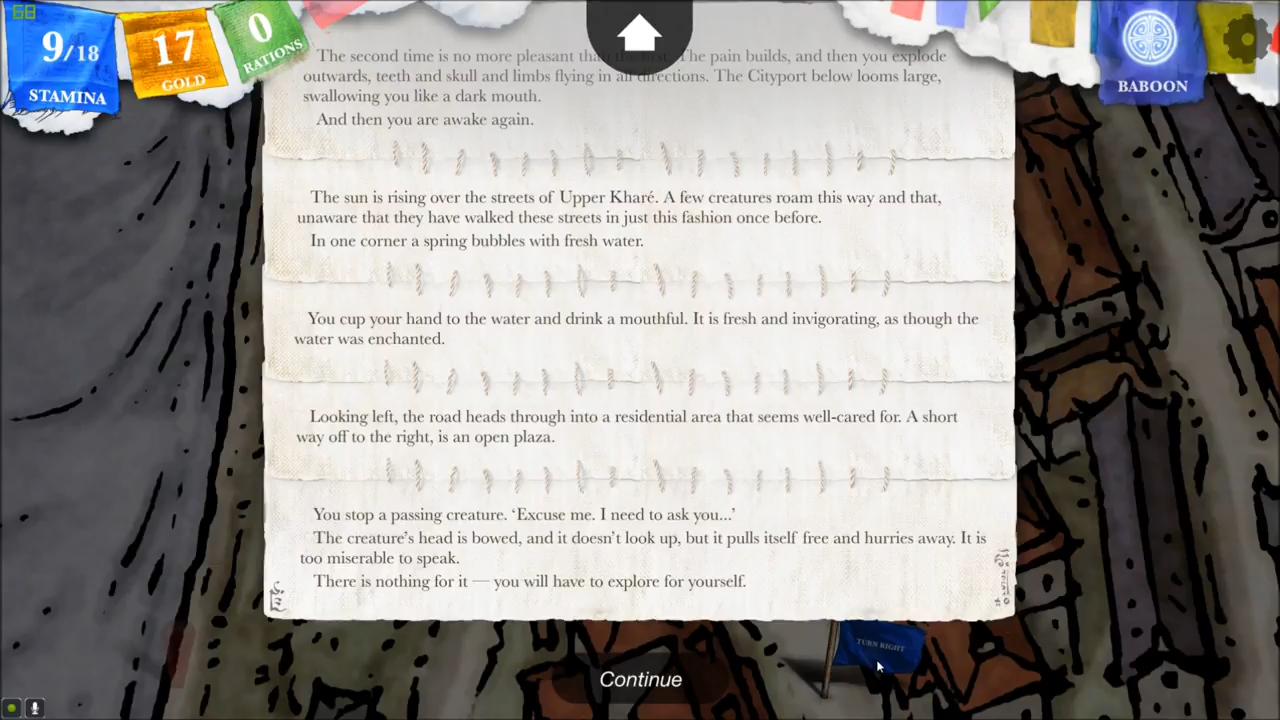 68
9/18
STAMINA
17
GOLD
0
RATIONS
BABOON
The second time is no more pleasant than the first. The pain builds, and then you explode
outwards, teeth and skull and limbs flying in all directions. The Cityport below looms large,
swallowing you like a dark mouth.
And then you are awake again.
The sun is rising over the streets of Upper Kharé. A few creatures roam this way and that,
unaware that they have walked these streets in just this fashion once before.
In one corner a spring bubbles with fresh water.
You cup your hand to the water and drink a mouthful. It is fresh and invigorating, as though the
water was enchanted.
Looking left, the road heads through into a residential area that seems well-cared for. A short
way off to the right, is an open plaza.
You stop a passing creature. ‘Excuse me. I need to ask you...’
The creature’s head is bowed, and it doesn’t look up, but it pulls itself free and hurries away. It is
too miserable to speak.
There is nothing for it — you will have to explore for yourself.
TURN RIGHT
Continue